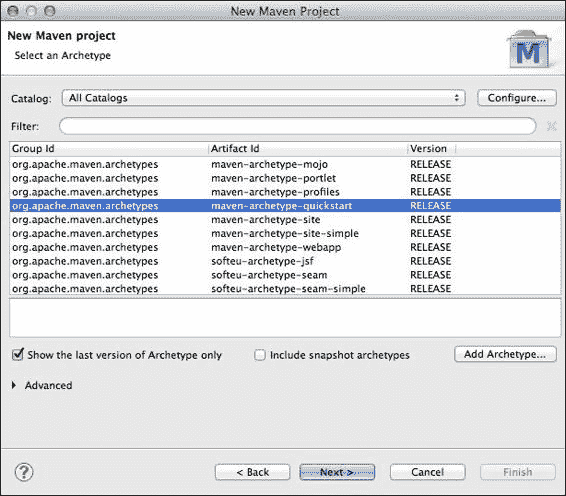 New Maven Project
New Maven project
Select an Archetype
M
Catalog: All Catalogs Configure...
Filter:
Group Id Artifact Id Version
org.apache.maven.archetypes maven-archetype-mojo RELEASE
org.apache.maven.archetypes maven-archetype-portlet RELEASE
org.apache.maven.archetypes maven-archetype-profiles RELEASE
org.apache.maven.archetypes maven-archetype-quickstart RELEASE
org.apache.maven.archetypes maven-archetype-site RELEASE
org.apache.maven.archetypes maven-archetype-site-simple RELEASE
org.apache.maven.archetypes maven-archetype-webapp RELEASE
org.apache.maven.archetypes softeu-archetype-jsf RELEASE
org.apache.maven.archetypes softeu-archetype-seam RELEASE
org.apache.maven.archetypes softeu-archetype-seam-simple RELEASE
Show the last version of Archetype only Include snapshot archetypes Add Archetype...
Advanced
? < Back Next > Cancel Finish